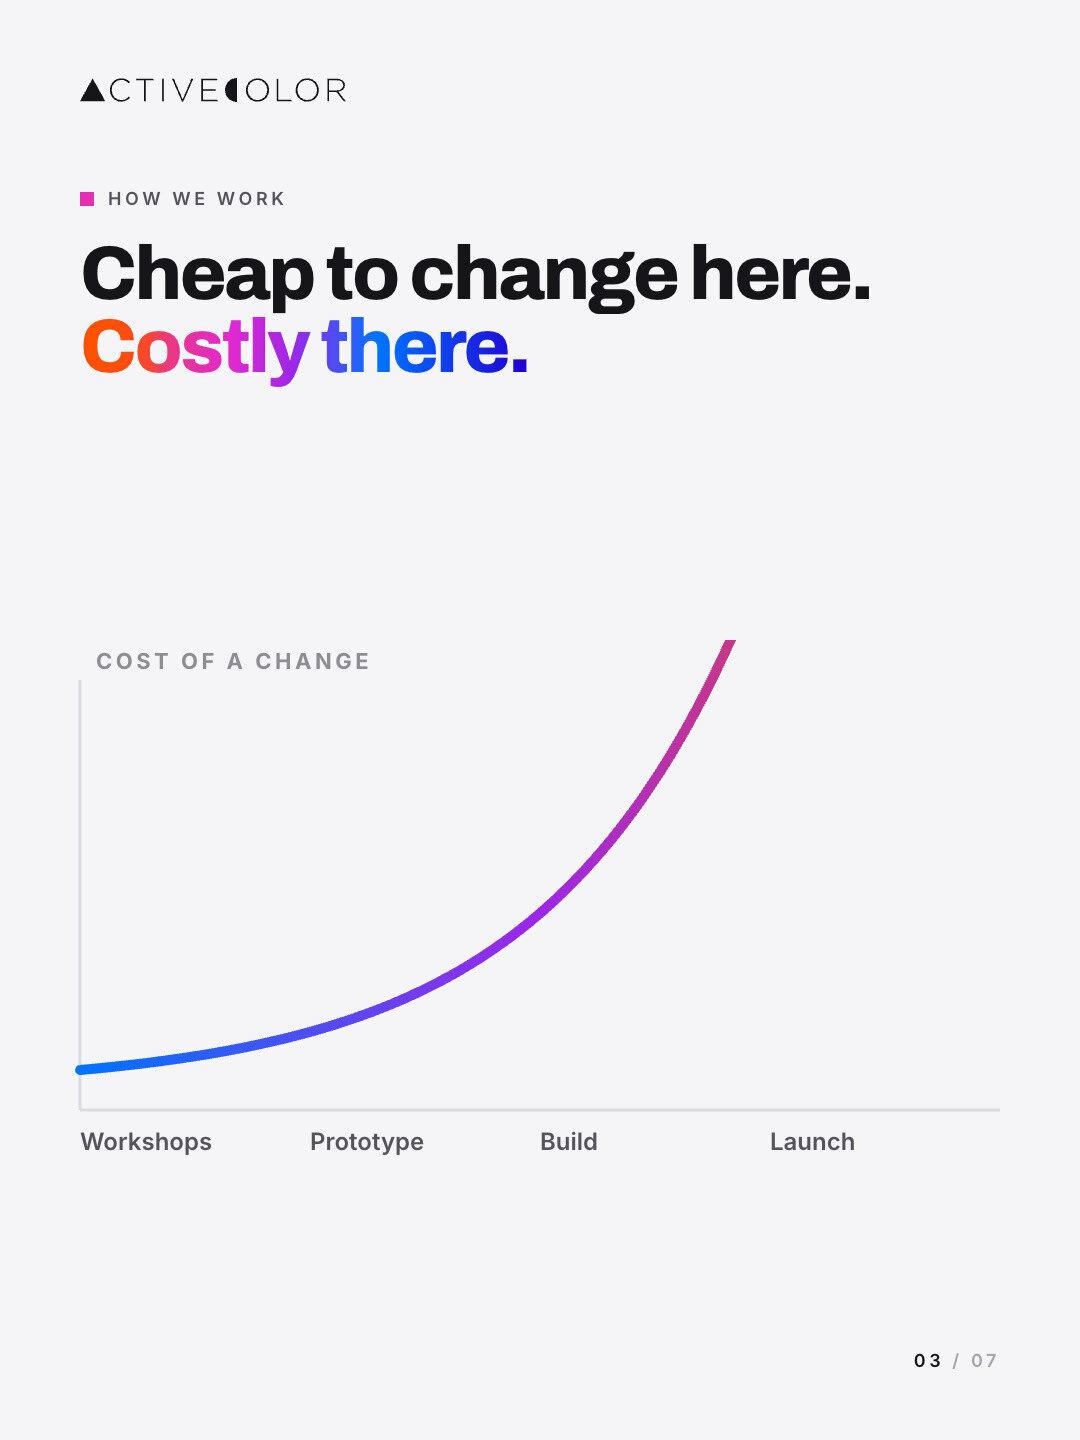 ACTIVECOLOR
HOW WE WORK
Cheap to change here.
Costly there.
COST OF A CHANGE
Workshops Prototype Build Launch
03 / 07